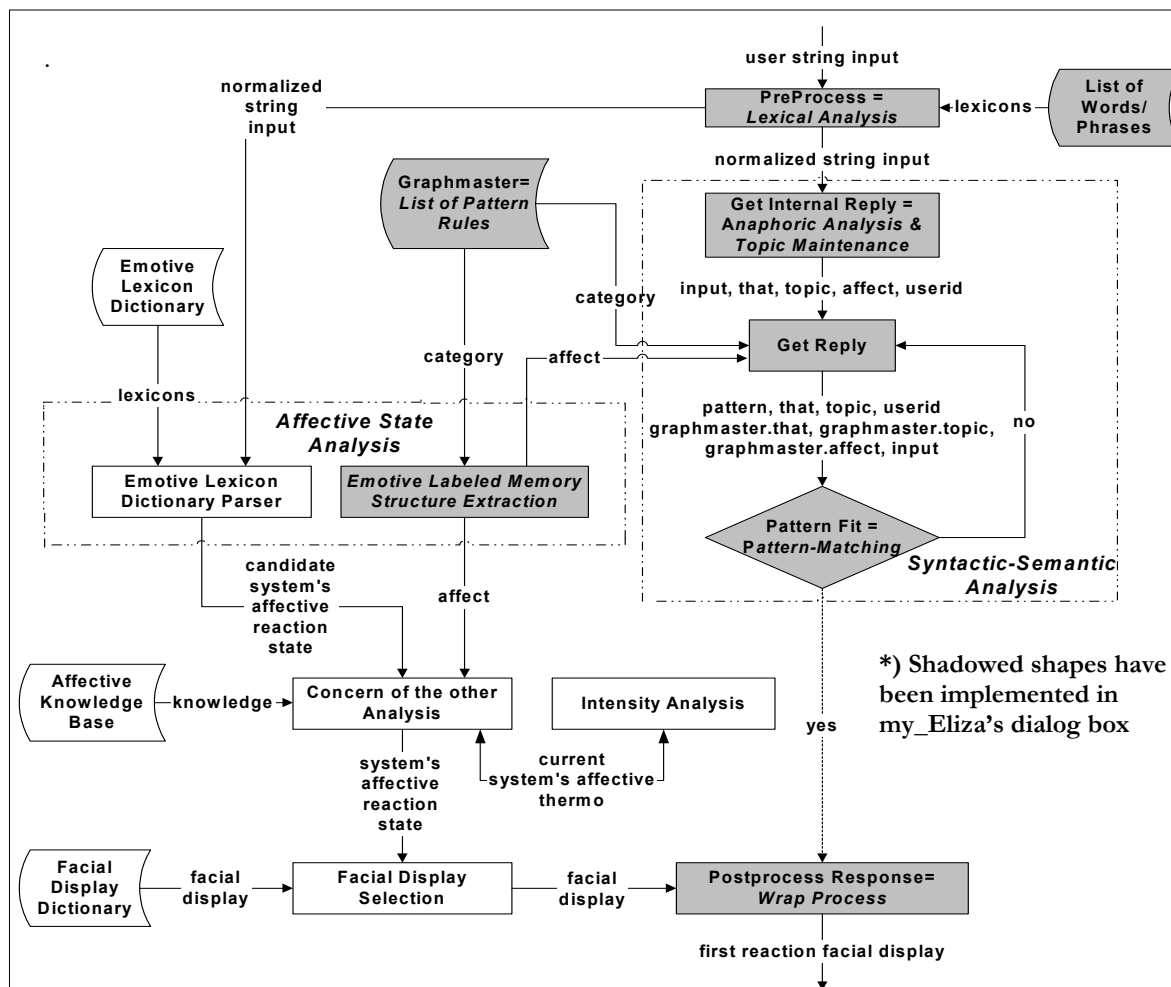 .
user string input
normalized
string
input
PreProcess =
Lexical Analysis
lexicons
List of
Words/
Phrases
normalized string input
Graphmaster=
List of Pattern
Rules
Get Internal Reply =
Anaphoric Analysis &
Topic Maintenance
Emotive
Lexicon
Dictionary
input, that, topic, affect, userid
category
Get Reply
category
affect
lexicons
Affective State
Analysis
pattern, that, topic, userid
graphmaster.that, graphmaster.topic,
graphmaster.affect, input
no
Emotive Lexicon
Dictionary Parser
Emotive Labeled Memory
Structure Extraction
Pattern Fit =
Pattern-Matching
Syntactic-Semantic
Analysis
candidate
system's
affective
reaction
state
affect
*) Shadowed shapes have
been implemented in
my_Eliza’s dialog box
Affective
Knowledge
Base
knowledge
Concern of the other
Analysis
Intensity Analysis
yes
system's
affective
reaction
state
current
system's affective
thermo
Facial
Display
Dictionary
facial
display
Facial Display
Selection
facial
display
Postprocess Response=
Wrap Process
first reaction facial display